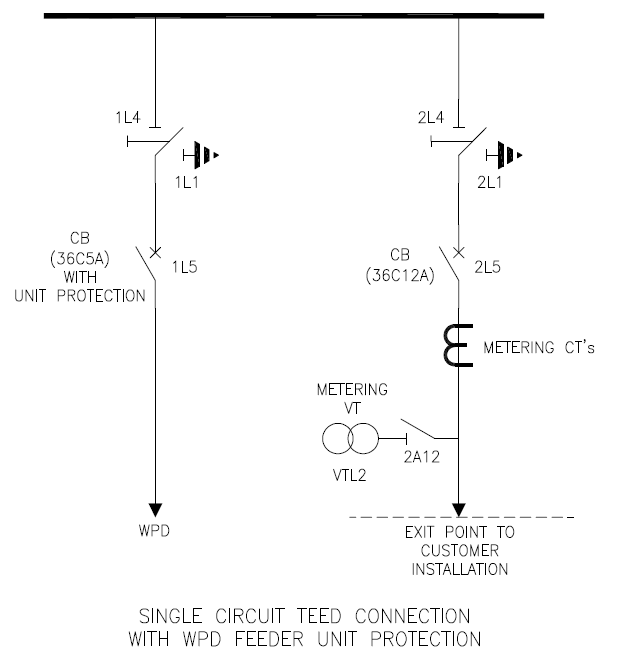 1L4
2L4
1L1
2L1
CB
(36C5A)
WITH
UNIT PROTECTION
1L5
CB
(36C12A)
2L5
METERING CT's
METERING
VT
2A12
VTL2
WPD
EXIT POINT TO
CUSTOMER
INSTALLATION
SINGLE CIRCUIT TEED CONNECTION
WITH WPD FEEDER UNIT PROTECTION